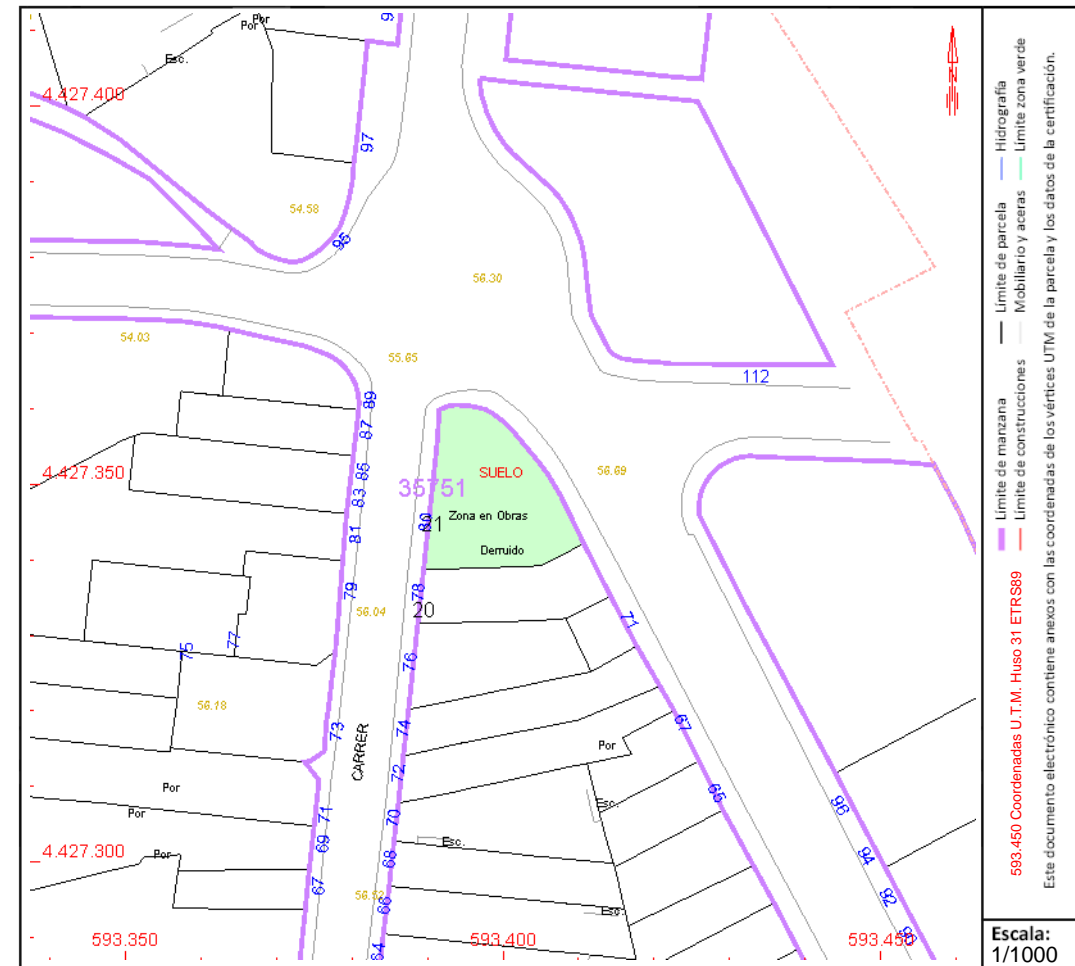 Por
Por
Esc.
9
4.427.400
97
54.58
95
56.30
54.03
55.65
112
89
87
85
83
81
79
4.427.350
35751
SUELO
56.69
80
21
Zona en Obras
Derruido
78
56.04
20
71
75
77
76
56.18
73
CARRER
74
67
Por
72
65
Por
Por
71
70
Esc.
96
69
Esc.
4.427.300
Por
68
94
67
56.52
66
Esc.
92
90
64
593.350
593.400
593.450
Límite de manzana
Límite de parcela
Hidrografía
Límite de construcciones
Mobiliario y aceras
Límite zona verde
593.450 Coordenadas U.T.M. Huso 31 ETRS89
Este documento electrónico contiene anexos con las coordenadas de los vértices UTM de la parcela y los datos de la certificación.
Escala:
1/1000